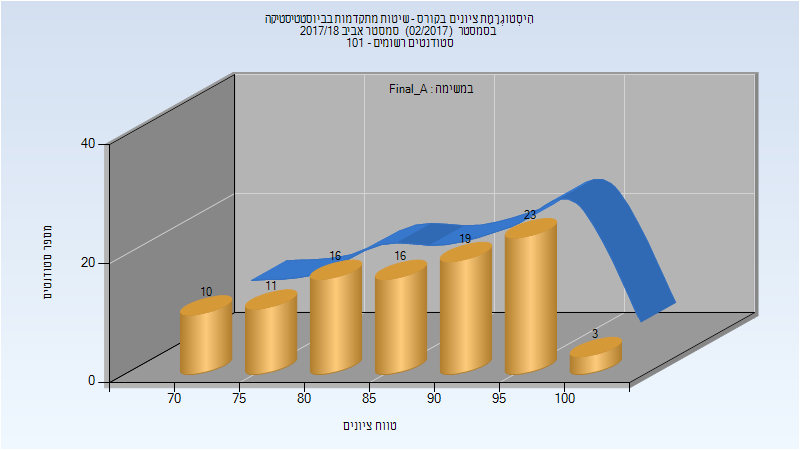 היסטוגרמת ציונים בקורס - שיטות מתקדמות בביוסטטיסטיקה
בסמסטר (02/2017) סמסטר אביב 2017/18
סטודנטים רשומים - 101
במשימה : Final_A
מספר סטודנטים
40
20
0
10
11
16
16
19
23
3
70
75
80
85
90
95
100
טווח ציונים